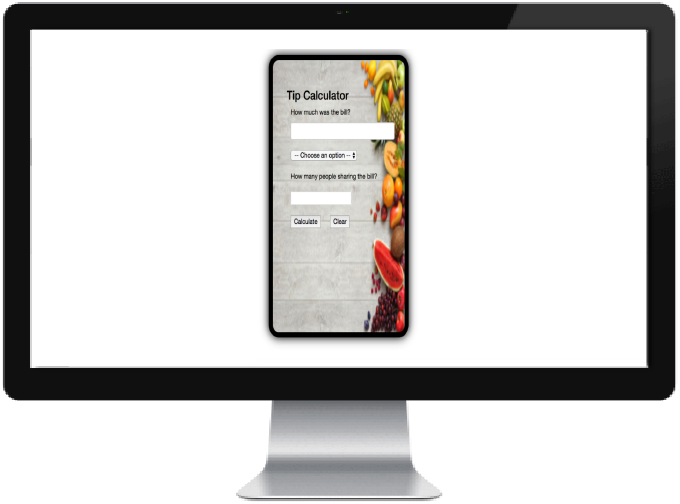 Tip Calculator
How much was the bill?
-- Choose an option --
How many people sharing the bill?
Calculate Clear